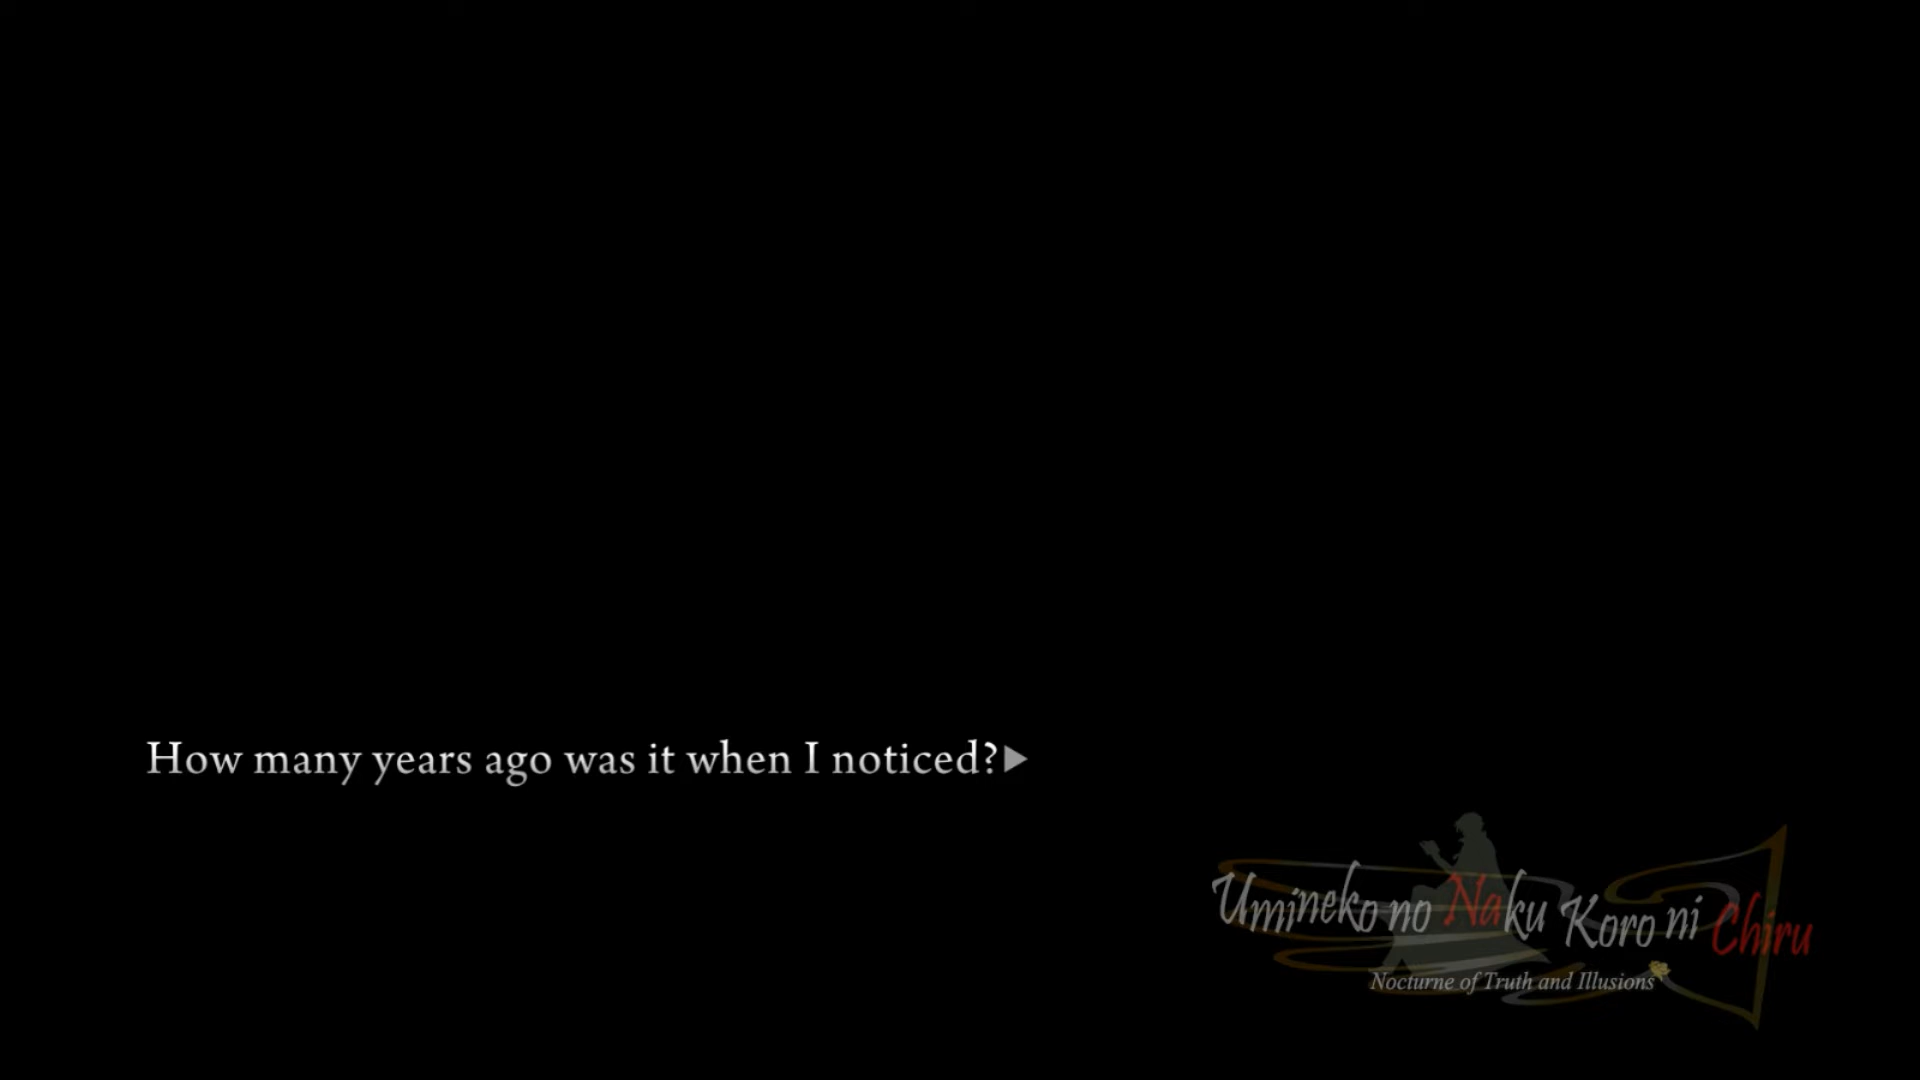 How many years ago was it when I noticed?
Umineko no Naku Koro ni Chiru
Nocturne of Truth and Illusions